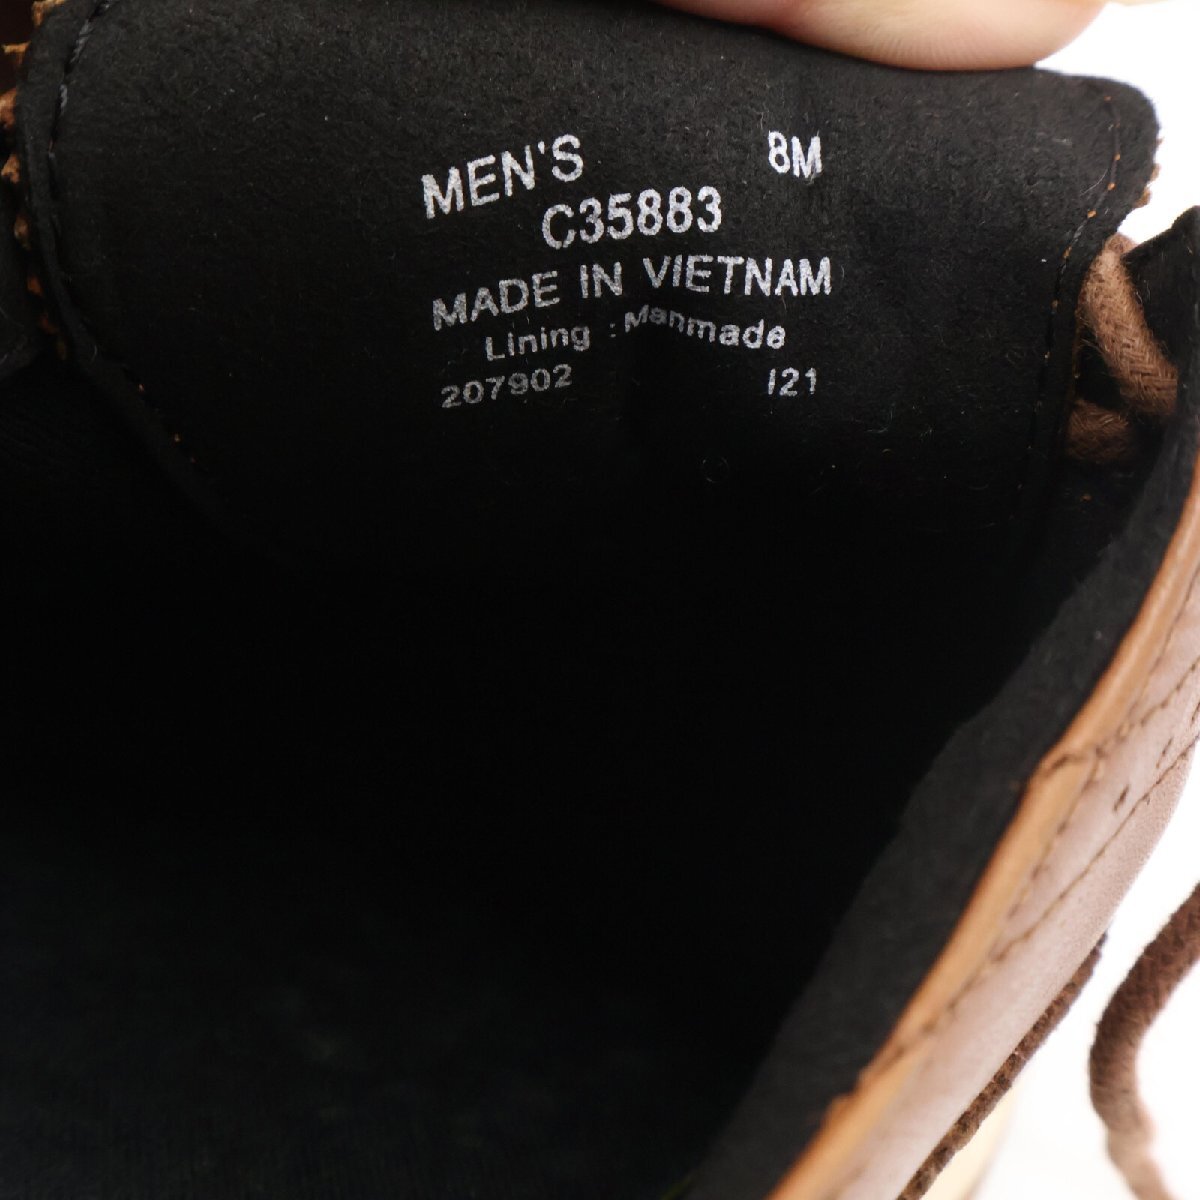 MEN'S 8M
C35883
MADE IN VIETNAM
Lining : Manmade
207902 I21